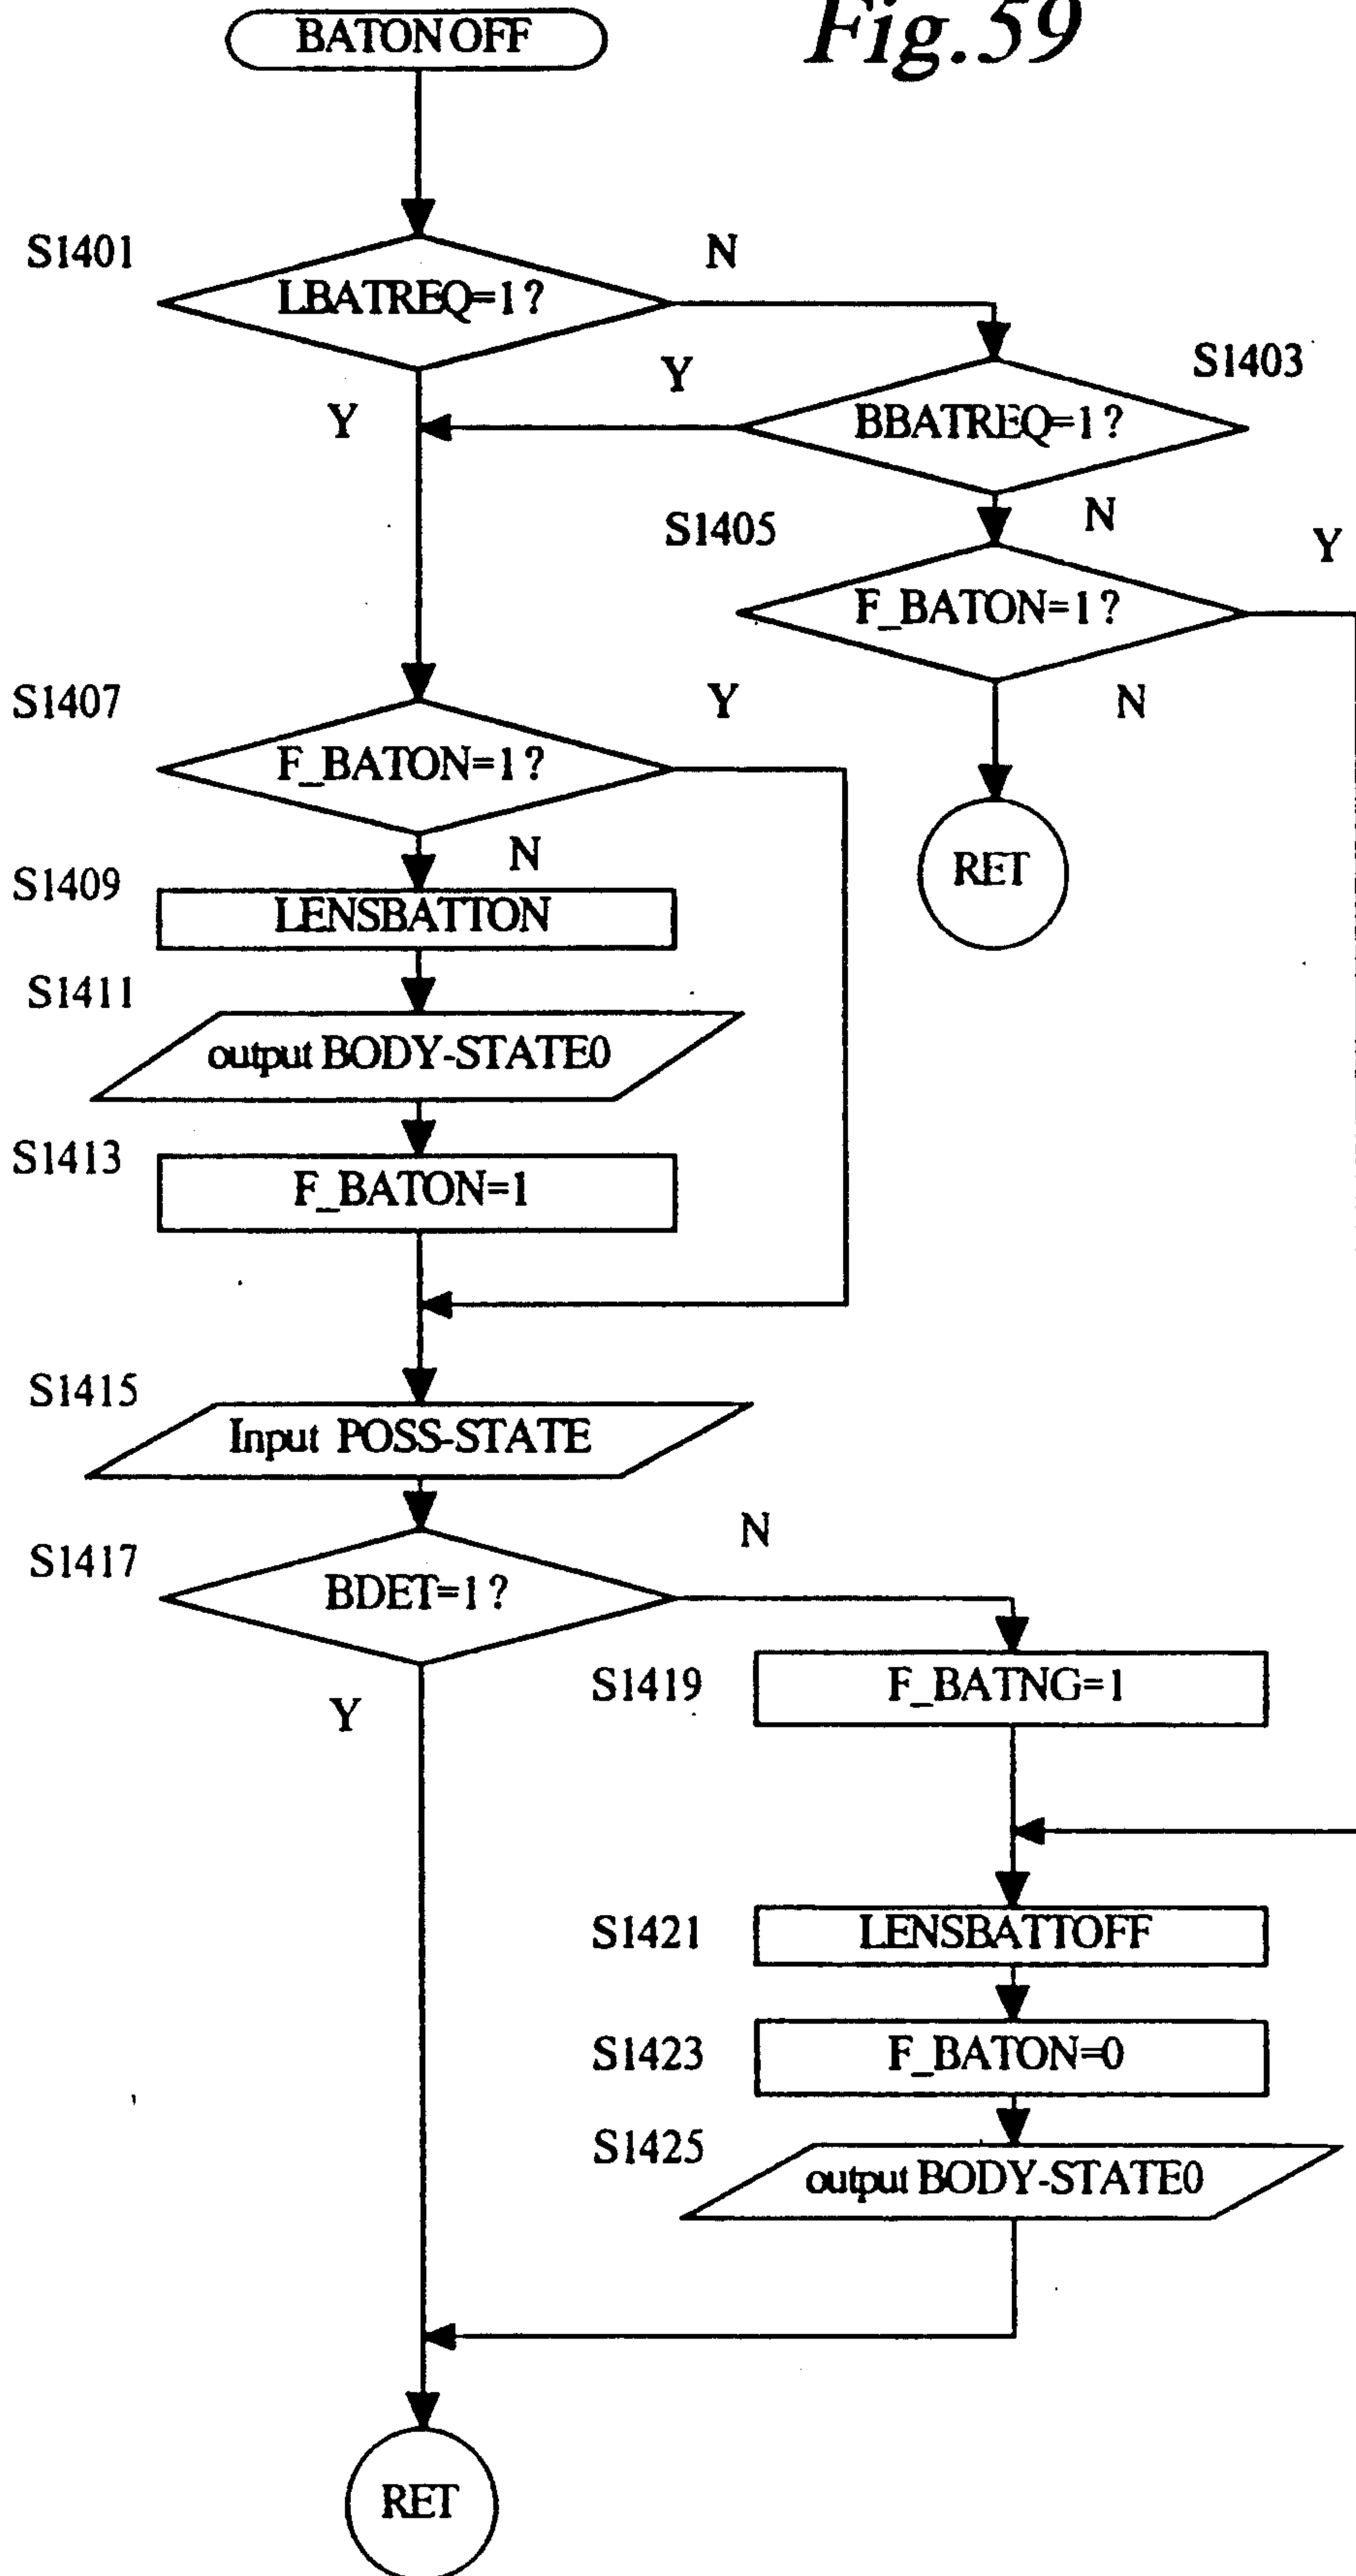 Fig.59
BATON OFF
S1401
LBATREQ=1?
N
Y
Y
S1403
BBATREQ=1?
N
S1405
F_BATON=1?
Y
N
RET
S1407
F_BATON=1?
Y
N
S1409
LENSBATTON
S1411
output BODY-STATE0
S1413
F_BATON=1
S1415
Input POSS-STATE
S1417
BDET=1?
N
Y
S1419
F_BATNG=1
S1421
LENSBATTOFF
S1423
F_BATON=0
S1425
output BODY-STATE0
RET